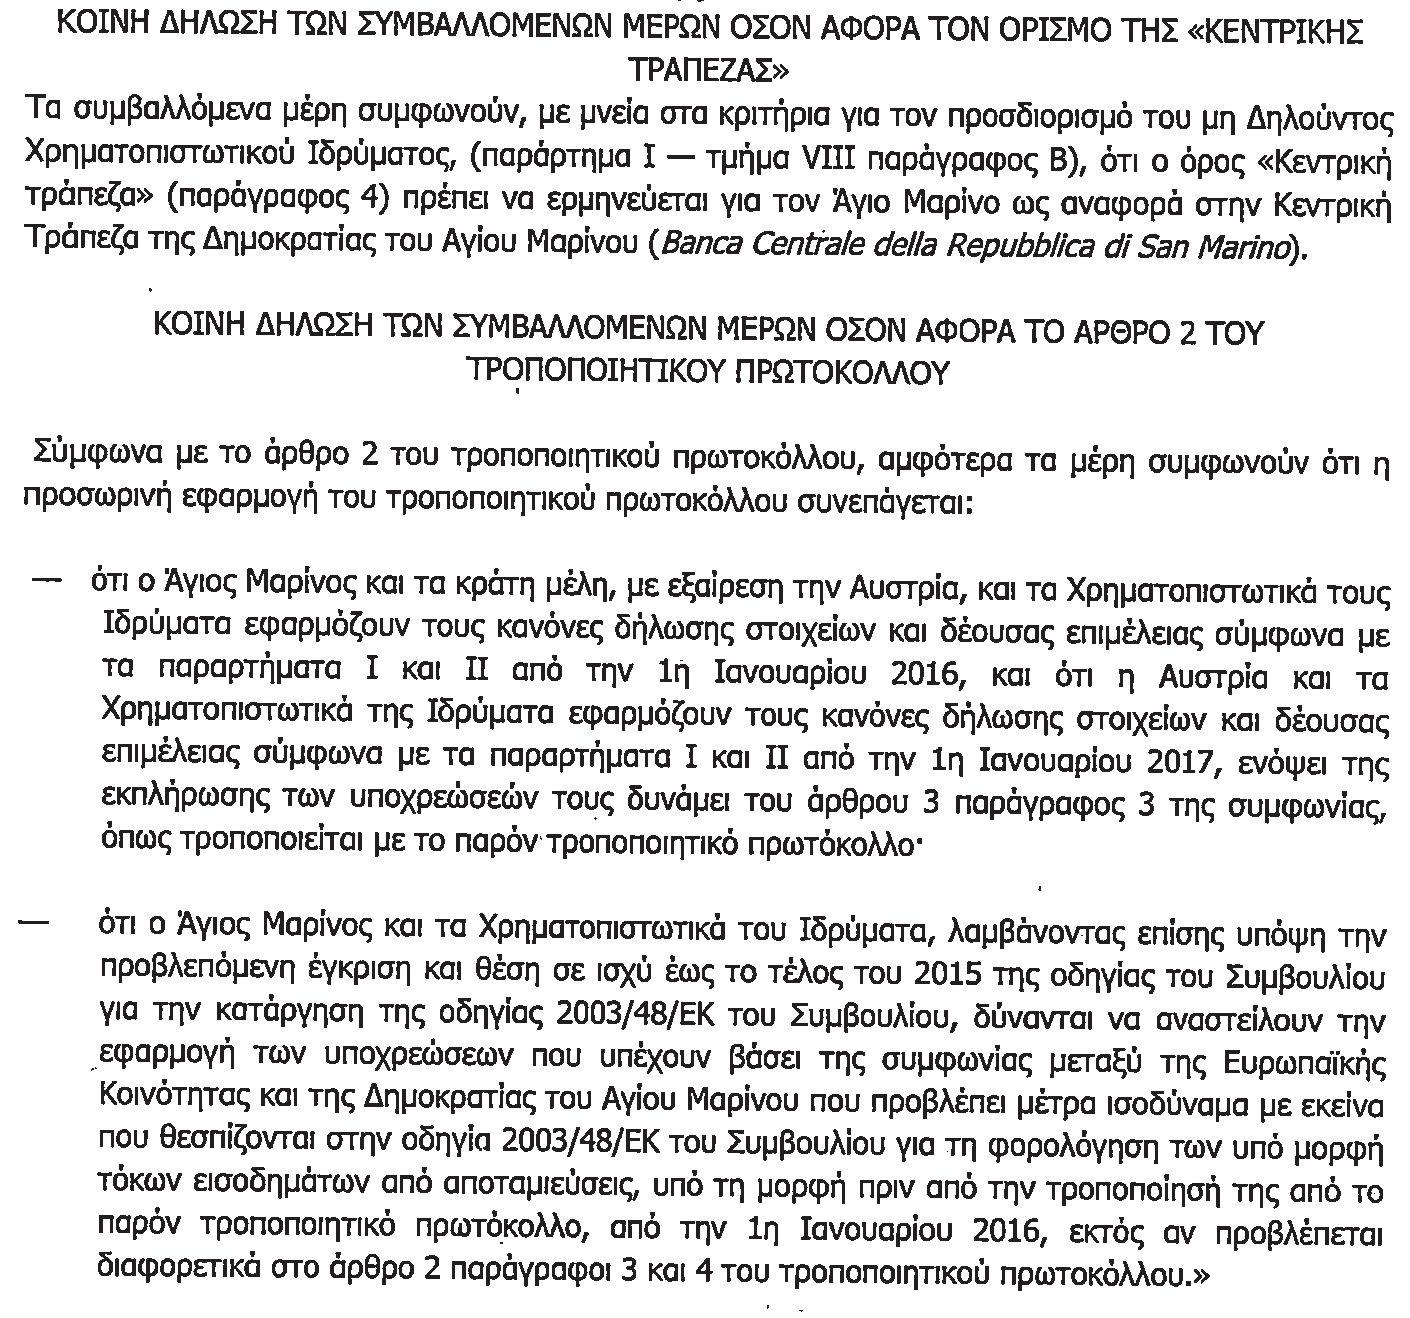 ΚΟΙΝΗ ΔΗΛΩΣΗ ΤΩΝ ΣΥΜΒΑΛΛΟΜΕΝΩΝ ΜΕΡΩΝ ΟΣΟΝ ΑΦΟΡΑ ΤΟΝ ΟΡΙΣΜΟ ΤΗΣ «ΚΕΝΤΡΙΚΗΣ
ΤΡΑΠΕΖΑΣ»
Τα συμβαλλόμενα μέρη συμφωνούν, με μνεία στα κριτήρια για τον προσδιορισμό του μη Δηλούντος
Χρηματοπιστωτικού Ιδρύματος, (παράρτημα I — τμήμα VIII παράγραφος Β), ότι ο όρος «Κεντρική
τράπεζα» (παράγραφος 4) πρέπει να ερμηνεύεται για τον Άγιο Μαρίνο ως αναφορά στην Κεντρική
Τράπεζα της Δημοκρατίας του Αγίου Μαρίνου (Banca Centrale della Repubblica di San Marino).
ΚΟΙΝΗ ΔΗΛΩΣΗ ΤΩΝ ΣΥΜΒΑΛΛΟΜΕΝΩΝ ΜΕΡΩΝ ΟΣΟΝ ΑΦΟΡΑ ΤΟ ΑΡΘΡΟ 2 ΤΟΥ
ΤΡΟΠΟΠΟΙΗΤΙΚΟΥ ΠΡΩΤΟΚΟΛΛΟΥ
Σύμφωνα με το άρθρο 2 του τροποποιητικού πρωτοκόλλου, αμφότερα τα μέρη συμφωνούν ότι η
προσωρινή εφαρμογή του τροποποιητικού πρωτοκόλλου συνεπάγεται:
— ότι ο Άγιος Μαρίνος και τα κράτη μέλη, με εξαίρεση την Αυστρία, και τα Χρηματοπιστωτικά τους
Ιδρύματα εφαρμόζουν τους κανόνες δήλωσης στοιχείων και δέουσας επιμέλειας σύμφωνα με
τα παραρτήματα I και II από την 1η Ιανουαρίου 2016, και ότι η Αυστρία και τα
Χρηματοπιστωτικά της Ιδρύματα εφαρμόζουν τους κανόνες δήλωσης στοιχείων και δέουσας
επιμέλειας σύμφωνα με τα παραρτήματα I και II από την 1η Ιανουαρίου 2017, ενόψει της
εκπλήρωσης των υποχρεώσεών τους δυνάμει του άρθρου 3 παράγραφος 3 της συμφωνίας,
όπως τροποποιείται με το παρόν τροποποιητικό πρωτόκολλο·
— ότι ο Άγιος Μαρίνος και τα Χρηματοπιστωτικά του Ιδρύματα, λαμβάνοντας επίσης υπόψη την
προβλεπόμενη έγκριση και θέση σε ισχύ έως το τέλος του 2015 της οδηγίας του Συμβουλίου
για την κατάργηση της οδηγίας 2003/48/ΕΚ του Συμβουλίου, δύνανται να αναστείλουν την
εφαρμογή των υποχρεώσεων που υπέχουν βάσει της συμφωνίας μεταξύ της Ευρωπαϊκής
Κοινότητας και της Δημοκρατίας του Αγίου Μαρίνου που προβλέπει μέτρα ισοδύναμα με εκείνα
που θεσπίζονται στην οδηγία 2003/48/ΕΚ του Συμβουλίου για τη φορολόγηση των υπό μορφή
τόκων εισοδημάτων από αποταμιεύσεις, υπό τη μορφή πριν από την τροποποίησή της από το
παρόν τροποποιητικό πρωτόκολλο, από την 1η Ιανουαρίου 2016, εκτός αν προβλέπεται
διαφορετικά στο άρθρο 2 παράγραφοι 3 και 4 του τροποποιητικού πρωτοκόλλου.»